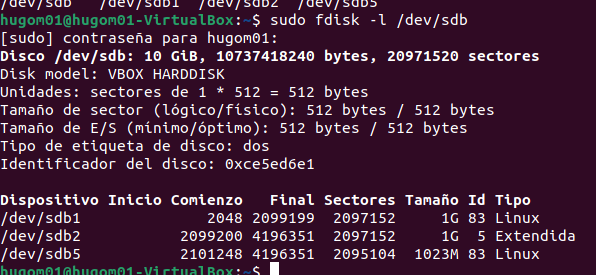 /dev/sdb /dev/sdb1 /dev/sdb2 /dev/sdb5
hugom01@hugom01-VirtualBox:~$ sudo fdisk -l /dev/sdb
[sudo] contraseña para hugom01:
Disco /dev/sdb: 10 GiB, 10737418240 bytes, 20971520 sectores
Disk model: VBOX HARDDISK
Unidades: sectores de 1 * 512 = 512 bytes
Tamaño de sector (lógico/físico): 512 bytes / 512 bytes
Tamaño de E/S (mínimo/óptimo): 512 bytes / 512 bytes
Tipo de etiqueta de disco: dos
Identificador del disco: 0xce5ed6e1
Dispositivo Inicio Comienzo Final Sectores Tamaño Id Tipo
/dev/sdb1 2048 2099199 2097152 1G 83 Linux
/dev/sdb2 2099200 4196351 2097152 1G 5 Extendida
/dev/sdb5 2101248 4196351 2095104 1023M 83 Linux
hugom01@hugom01-VirtualBox:~$